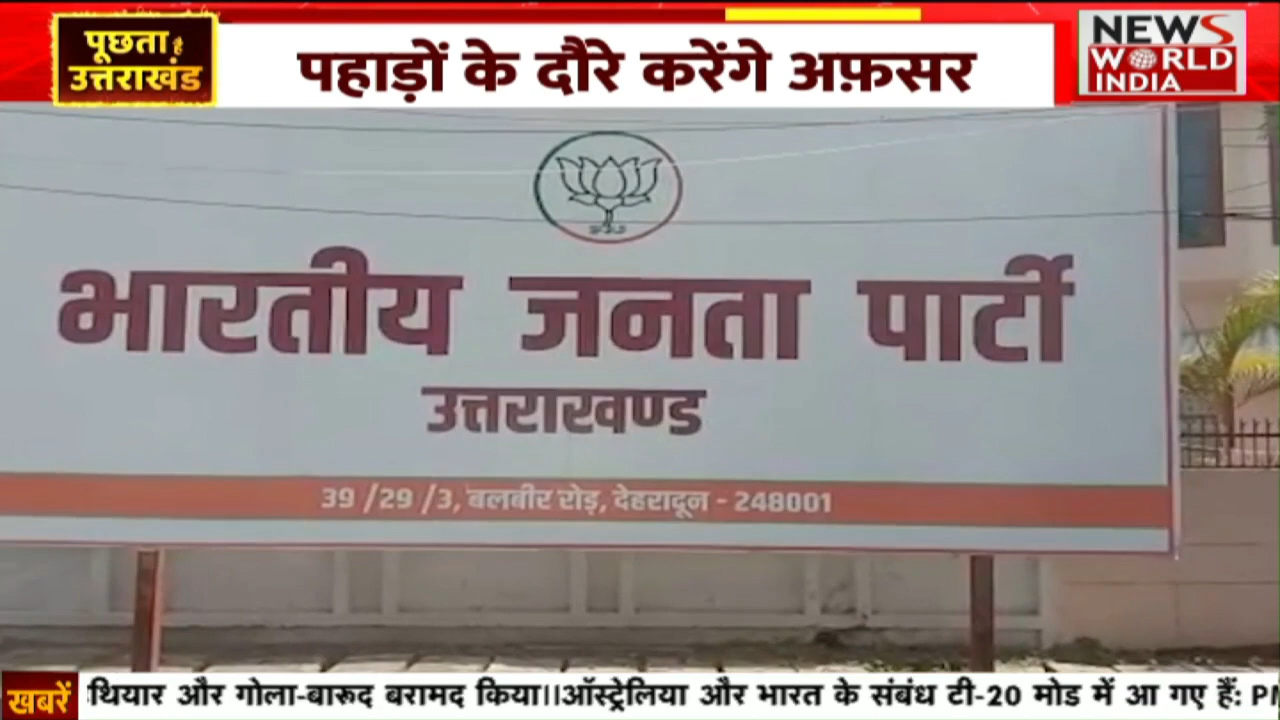 पूछता है
उत्तराखंड
पहाड़ों के दौरे करेंगे अफ़सर
NEWS
WORLD
INDIA
भारतीय जनता पार्टी
उत्तराखण्ड
39 /29 /3, बलबीर रोड़, देहरादून - 248001
खबरें
थियार और गोला-बारूद बरामद किया।।ऑस्ट्रेलिया और भारत के संबंध टी-20 मोड में आ गए हैं: PM